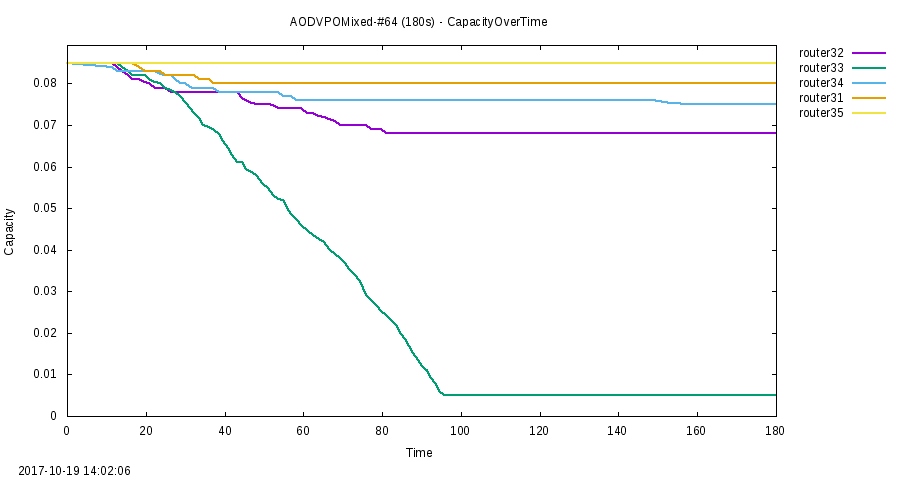 AODVPOMixed-#64 (180s) - CapacityOverTime
router32
router33
router34
router31
router35
0.08
0.07
0.06
0.05
0.04
0.03
0.02
0.01
0
Capacity
0 20 40 60 80 100 120 140 160 180
Time
2017-10-19 14:02:06